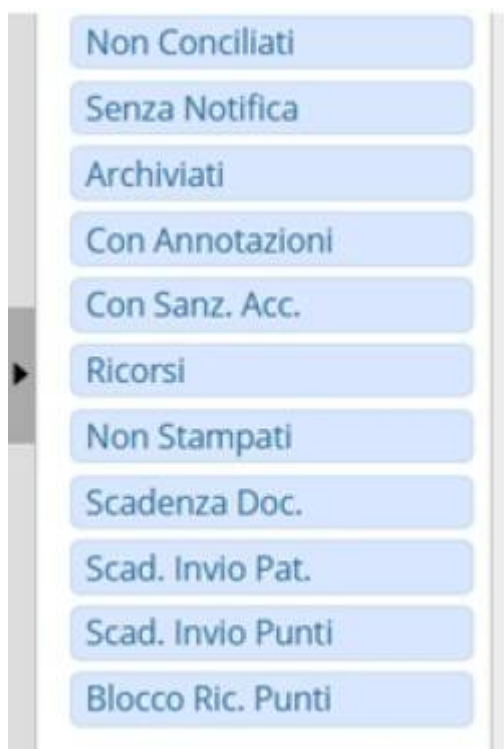 Non Conciliati
Senza Notifica
Archiviati
Con Annotazioni
Con Sanz. Acc.
Ricorsi
Non Stampati
Scadenza Doc.
Scad. Invio Pat.
Scad. Invio Punti
Blocco Ric. Punti